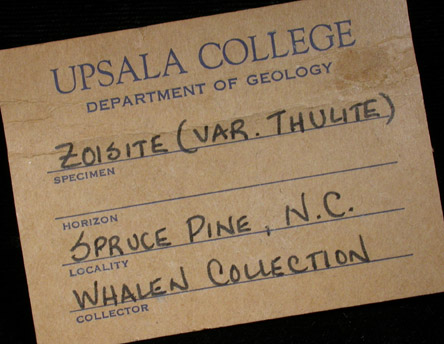 UPSALA COLLEGE
DEPARTMENT OF GEOLOGY
ZOISITE (VAR. THULITE)
SPECIMEN
HORIZON
SPRUCE PINE, N.C.
LOCALITY
WHALEN COLLECTION
COLLECTOR